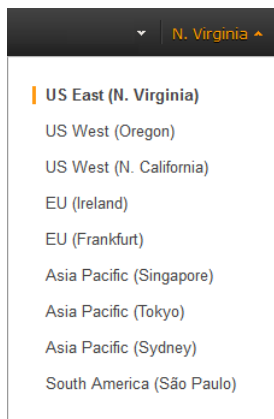 N. Virginia
US East (N. Virginia)
US West (Oregon)
US West (N. California)
EU (Ireland)
EU (Frankfurt)
Asia Pacific (Singapore)
Asia Pacific (Tokyo)
Asia Pacific (Sydney)
South America (São Paulo)